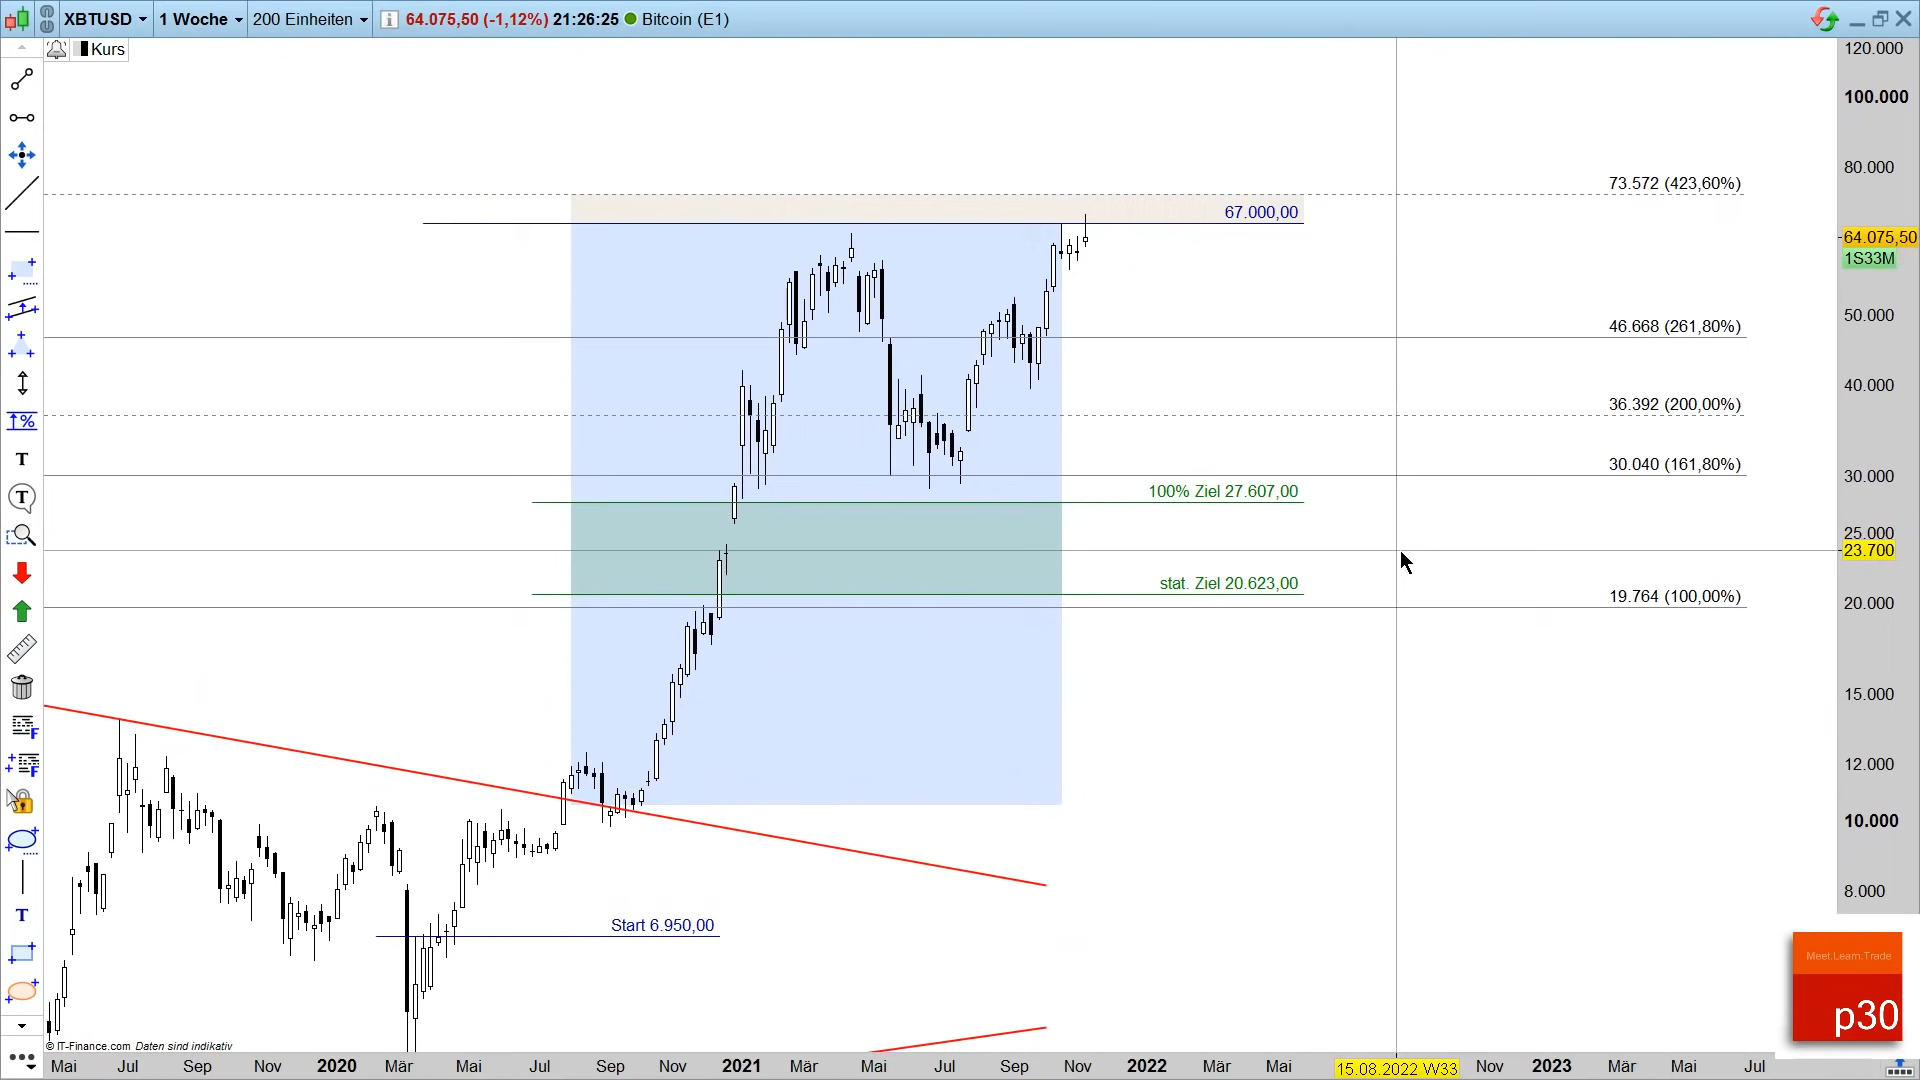 XBTUSD
1 Woche
200 Einheiten
64.075,50 (-1,12%) 21:26:25
Bitcoin (E1)
Kurs
120.000
100.000
80.000
73.572 (423,60%)
67.000,00
64.075,50
1S33M
50.000
46.668 (261,80%)
40.000
36.392 (200,00%)
30.040 (161,80%)
30.000
100% Ziel 27.607,00
25.000
23.700
stat. Ziel 20.623,00
19.764 (100,00%)
20.000
15.000
12.000
10.000
8.000
Start 6.950,00
Meet.Learn.Trade
p30
© IT-Finance.com Daten sind indikativ
Mai Jul Sep Nov 2020 Mär Mai Jul Sep Nov 2021 Mär Mai Jul Sep Nov 2022 Mär Mai 15.08.2022 W33 Nov 2023 Mär Mai Jul
%
T
T
F
F
T